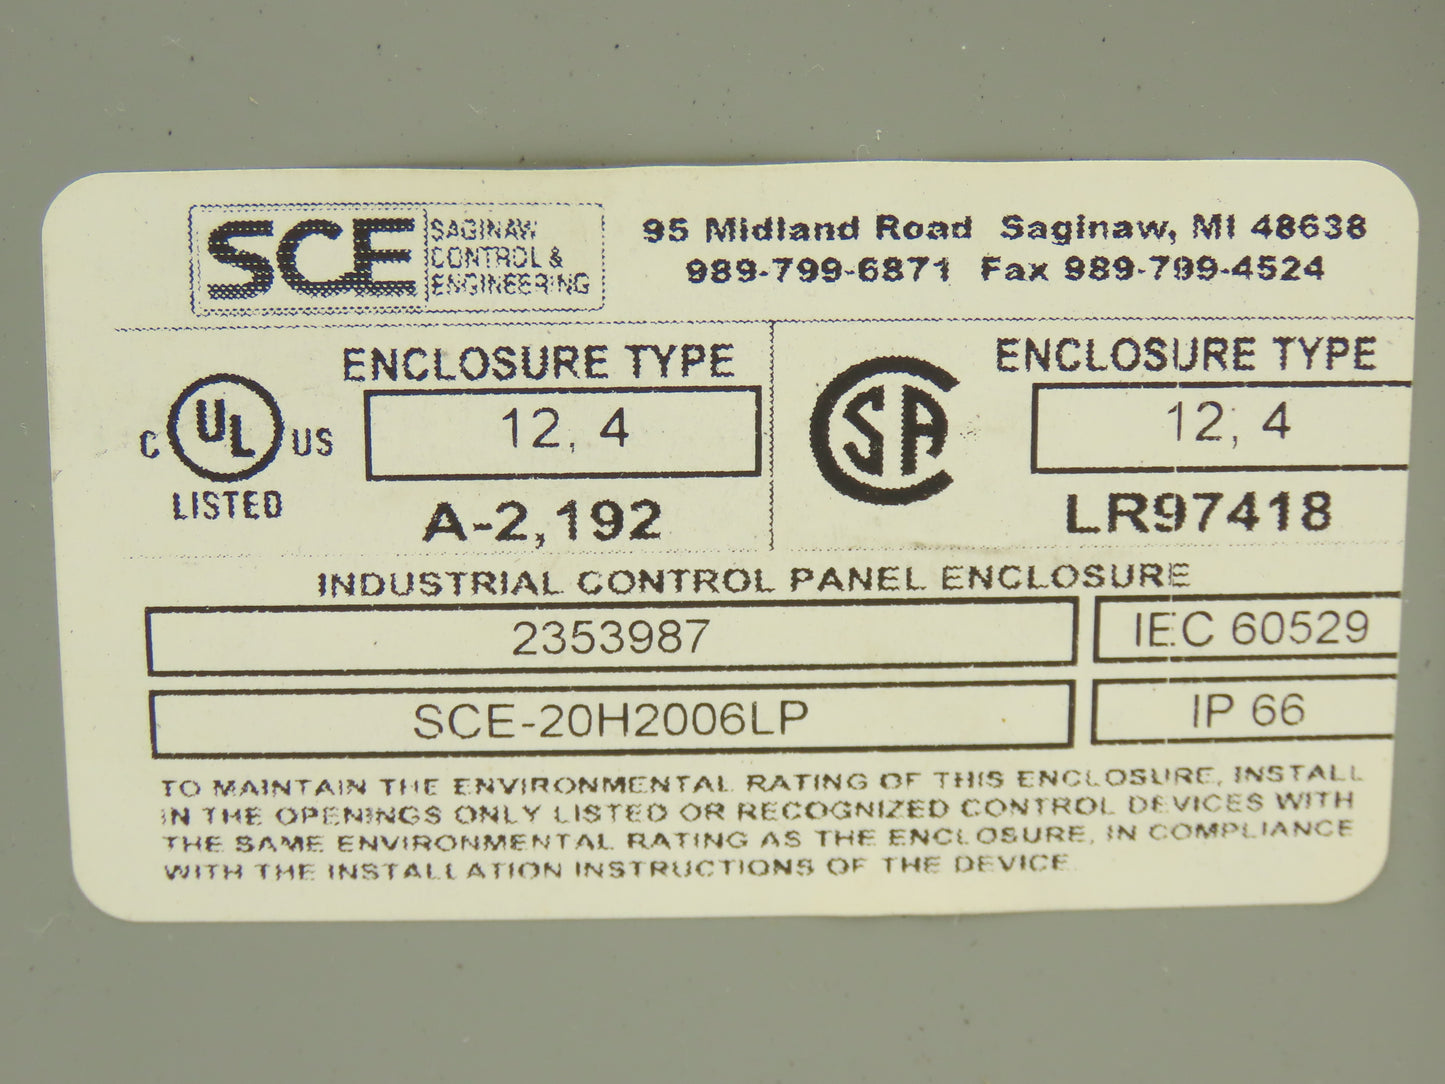 SCE SAGINAW
CONTROL &
ENGINEERING
95 Midland Road Saginaw, MI 48638
989-799-6871 Fax 989-799-4524
ENCLOSURE TYPE
12, 4
C UL US
LISTED
A-2,192
ENCLOSURE TYPE
12, 4
CSA
LR97418
INDUSTRIAL CONTROL PANEL ENCLOSURE
2353987
IEC 60529
SCE-20H2006LP
IP 66
TO MAINTAIN THE ENVIRONMENTAL RATING OF THIS ENCLOSURE, INSTALL
IN THE OPENINGS ONLY LISTED OR RECOGNIZED CONTROL DEVICES WITH
THE SAME ENVIRONMENTAL RATING AS THE ENCLOSURE, IN COMPLIANCE
WITH THE INSTALLATION INSTRUCTIONS OF THE DEVICE.